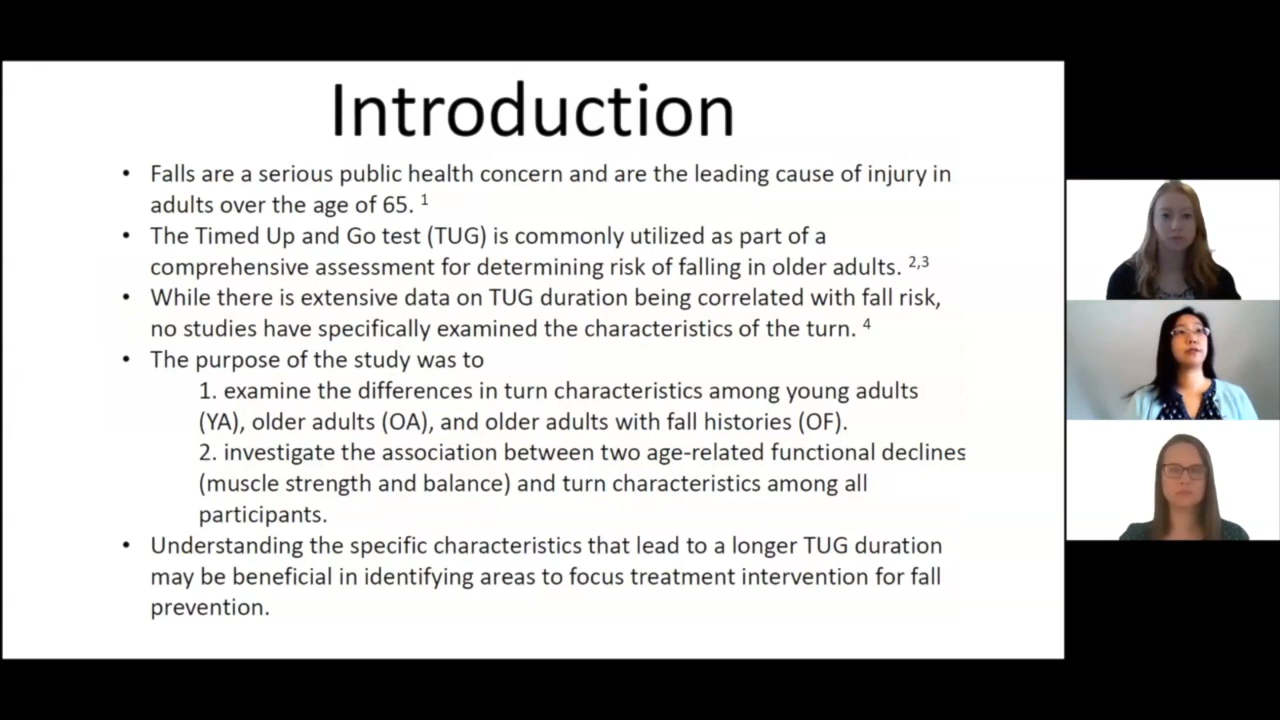 Introduction
• Falls are a serious public health concern and are the leading cause of injury in
adults over the age of 65. 1
• The Timed Up and Go test (TUG) is commonly utilized as part of a
comprehensive assessment for determining risk of falling in older adults. 2,3
• While there is extensive data on TUG duration being correlated with fall risk,
no studies have specifically examined the characteristics of the turn. 4
• The purpose of the study was to
1. examine the differences in turn characteristics among young adults
(YA), older adults (OA), and older adults with fall histories (OF).
2. investigate the association between two age-related functional declines
(muscle strength and balance) and turn characteristics among all
participants.
• Understanding the specific characteristics that lead to a longer TUG duration
may be beneficial in identifying areas to focus treatment intervention for fall
prevention.